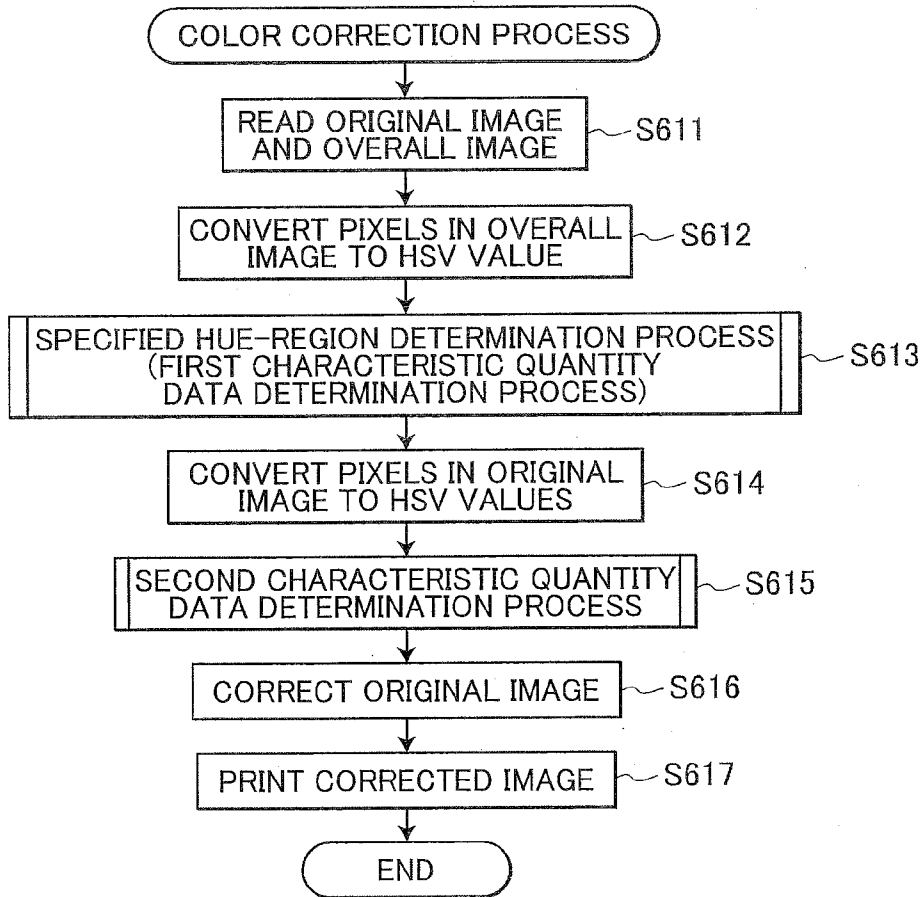 COLOR CORRECTION PROCESS
READ ORIGINAL IMAGE
AND OVERALL IMAGE
S611
CONVERT PIXELS IN OVERALL
IMAGE TO HSV VALUE
S612
SPECIFIED HUE-REGION DETERMINATION PROCESS
(FIRST CHARACTERISTIC QUANTITY
DATA DETERMINATION PROCESS)
S613
CONVERT PIXELS IN ORIGINAL
IMAGE TO HSV VALUES
S614
SECOND CHARACTERISTIC QUANTITY
DATA DETERMINATION PROCESS
S615
CORRECT ORIGINAL IMAGE
S616
PRINT CORRECTED IMAGE
S617
END